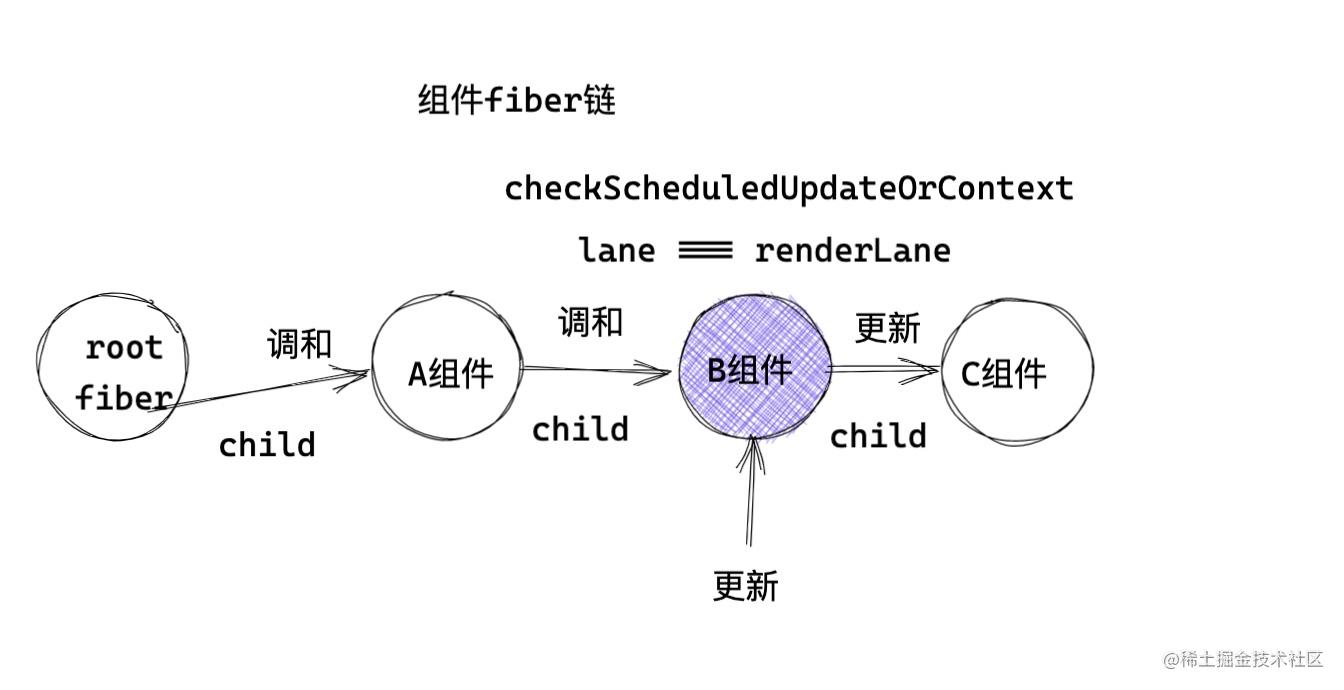 组件fiber链
checkScheduledUpdateOrContext
lane === renderLane
root
fiber
调和
child
A组件
调和
child
B组件
更新
child
C组件
更新
@稀土掘金技术社区